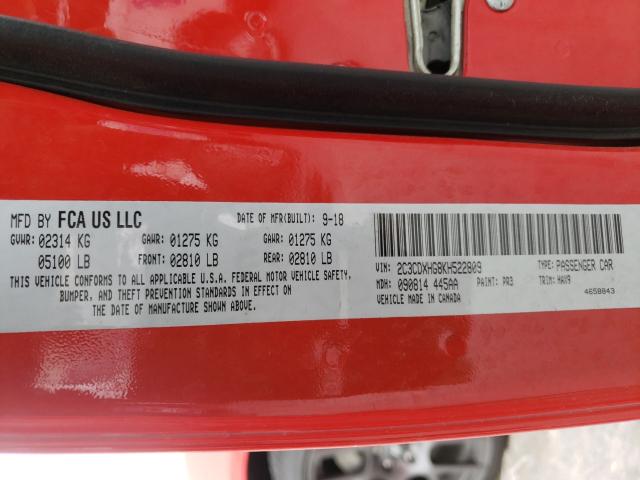 MFD BY FCA US LLC
DATE OF MFR(BUILT): 9-18
GVWR: 02314 KG GAWR: 01275 KG GAWR: 01275 KG
05100 LB FRONT: 02810 LB REAR: 02810 LB
THIS VEHICLE CONFORMS TO ALL APPLICABLE U.S.A. FEDERAL MOTOR VEHICLE SAFETY,
BUMPER, AND THEFT PREVENTION STANDARDS IN EFFECT ON
THE DATE OF MANUFACTURE SHOWN ABOVE.
VIN: 2C3CDXHG8KH522809 TYPE: PASSENGER CAR
MDH: 090814 445AA PAINT: PR3 TRIM: HAX9
VEHICLE MADE IN CANADA 4658843